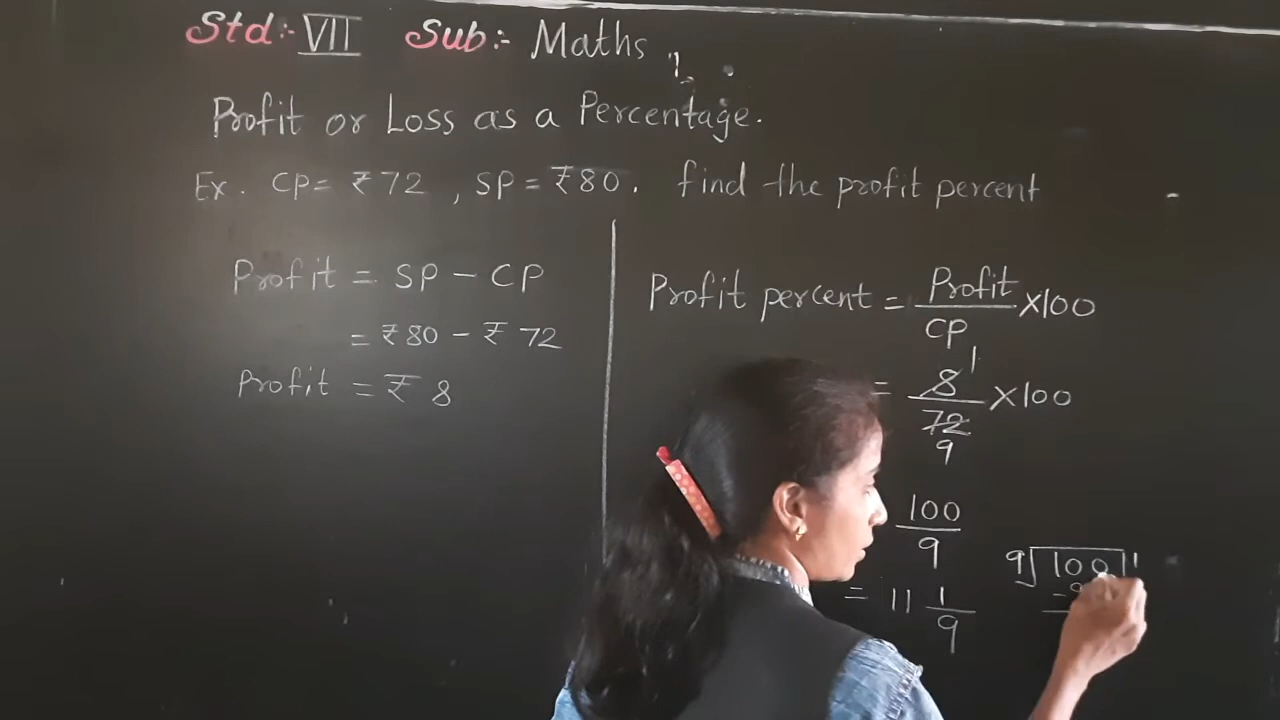 Std:- VII Sub:- Maths
Profit or Loss as a Percentage.
Ex. CP= ₹72 , SP = ₹80. find the profit percent
Profit = SP - CP
= ₹80 - ₹72
Profit = ₹ 8
Profit percent = Profit/CP ×100
= 8/72 ×100
1
9
100/9
= 11 1/9
9 100 11